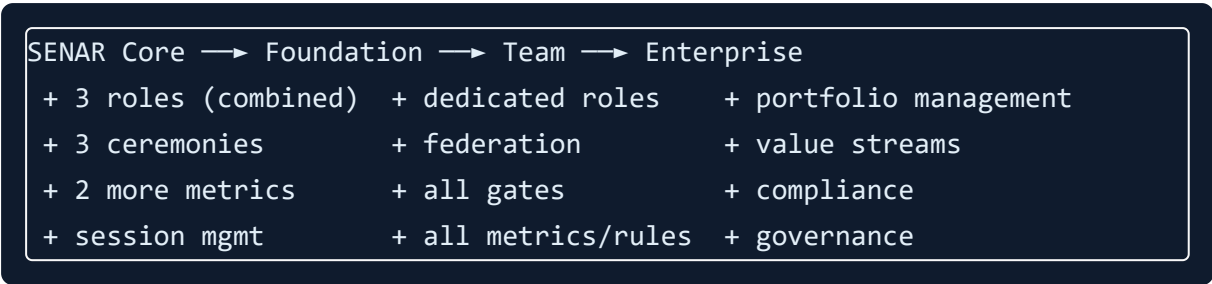 SENAR Core ──► Foundation ──► Team ──► Enterprise
+ 3 roles (combined) + dedicated roles + portfolio management
+ 3 ceremonies + federation + value streams
+ 2 more metrics + all gates + compliance
+ session mgmt + all metrics/rules + governance